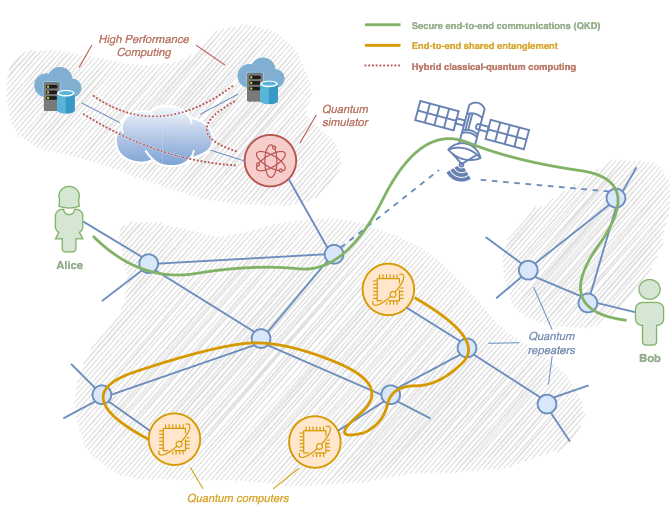 Secure end-to-end communications (QKD)
End-to-end shared entanglement
Hybrid classical-quantum computing
High Performance
Computing
Quantum
simulator
Alice
Quantum
repeaters
Bob
Quantum computers